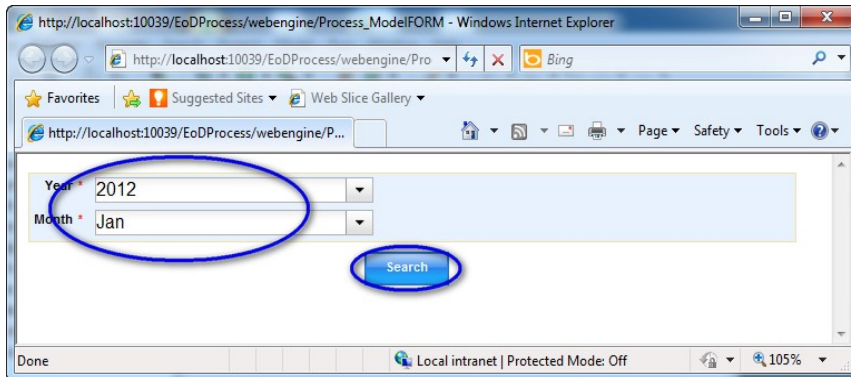 http://localhost:10039/EoDProcess/webengine/Process_ModelFORM - Windows Internet Explorer
http://localhost:10039/EoDProcess/webengine/Pro Bing
Favorites Suggested Sites Web Slice Gallery
http://localhost:10039/EoDProcess/webengine/P... Page Safety Tools
Year * 2012
Month * Jan
Search
Done Local intranet | Protected Mode: Off 105%